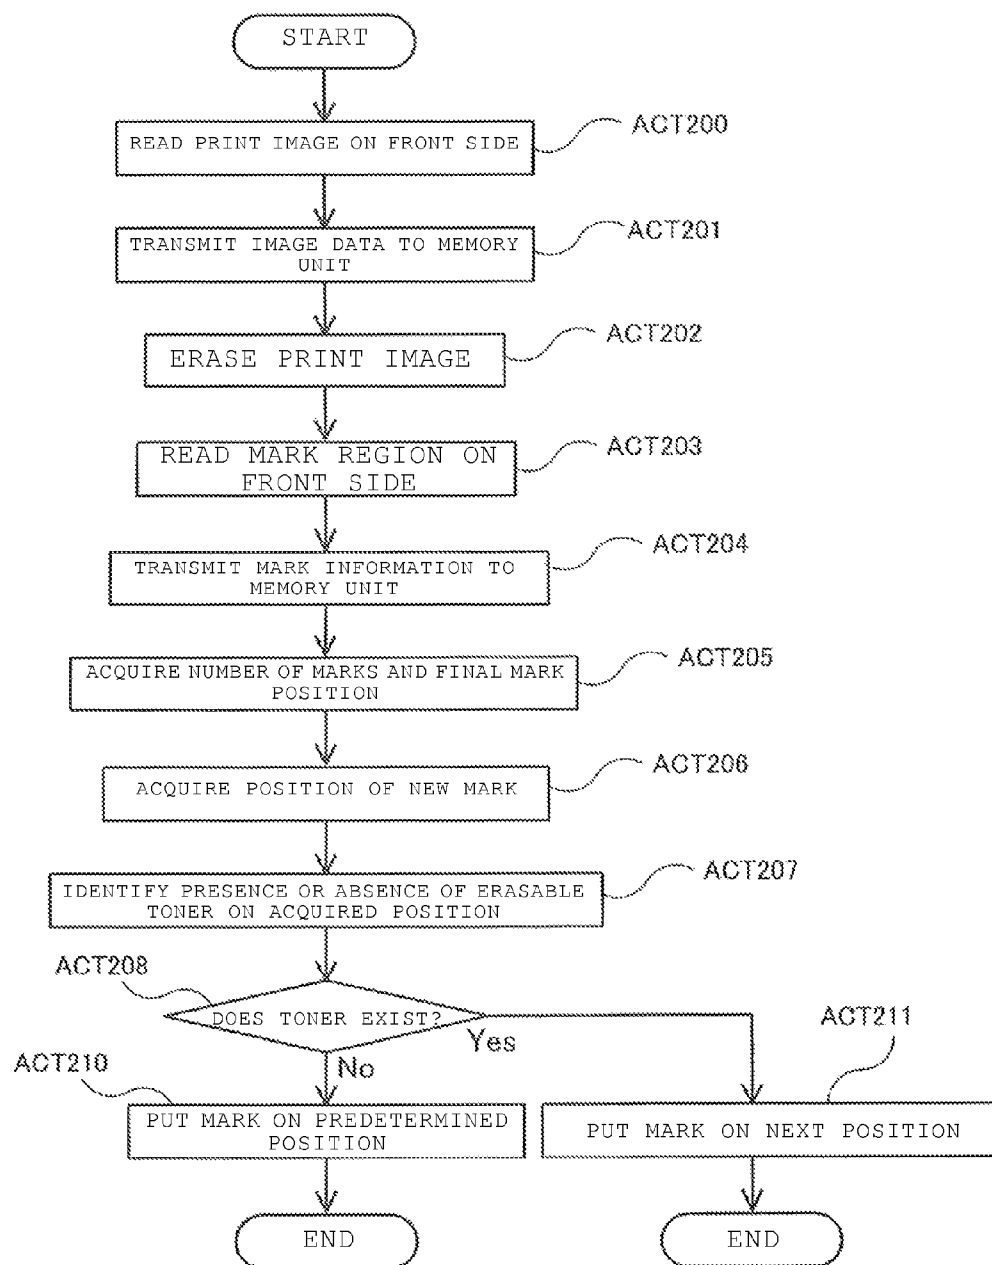 START
READ PRINT IMAGE ON FRONT SIDE
ACT200
TRANSMIT IMAGE DATA TO MEMORY
UNIT
ACT201
ERASE PRINT IMAGE
ACT202
READ MARK REGION ON
FRONT SIDE
ACT203
TRANSMIT MARK INFORMATION TO
MEMORY UNIT
ACT204
ACQUIRE NUMBER OF MARKS AND FINAL MARK
POSITION
ACT205
ACQUIRE POSITION OF NEW MARK
ACT206
IDENTIFY PRESENCE OR ABSENCE OF ERASABLE
TONER ON ACQUIRED POSITION
ACT207
ACT208
DOES TONER EXIST?
Yes
No
ACT210
PUT MARK ON PREDETERMINED
POSITION
ACT211
PUT MARK ON NEXT POSITION
END
END